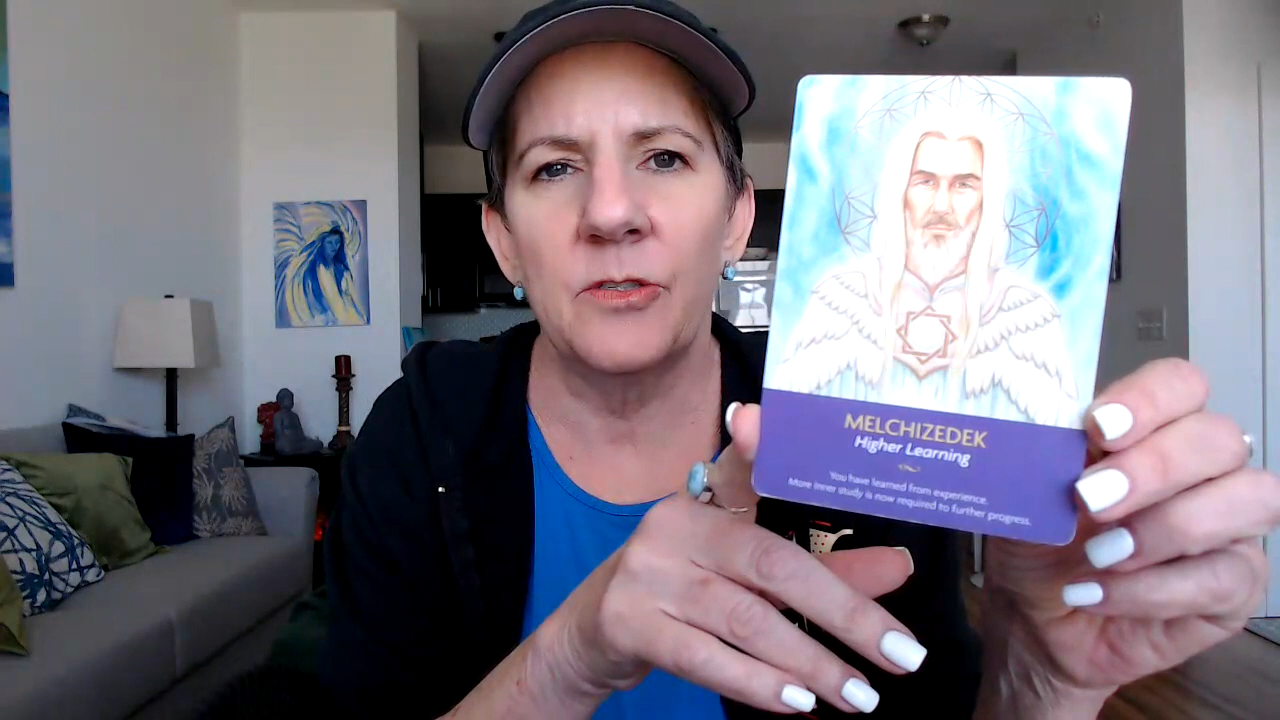 MELCHIZEDEK
Higher Learning
You have learned from experience.
More inner study is now required to further progress.